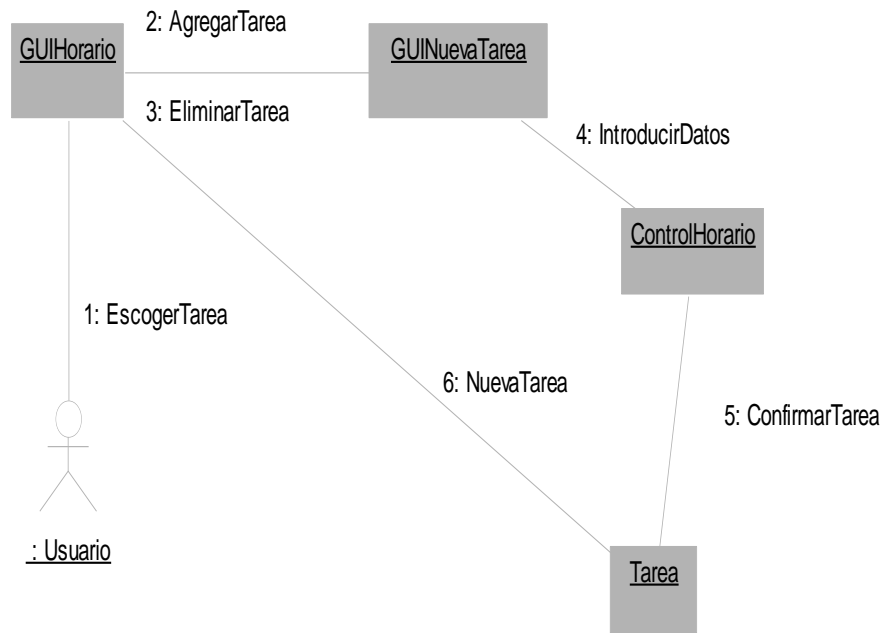 2: AgregarTarea
GUIHorario
GUINuevaTarea
3: EliminarTarea
4: IntroducirDatos
ControlHorario
1: EscogerTarea
6: NuevaTarea
5: ConfirmarTarea
: Usuario
Tarea